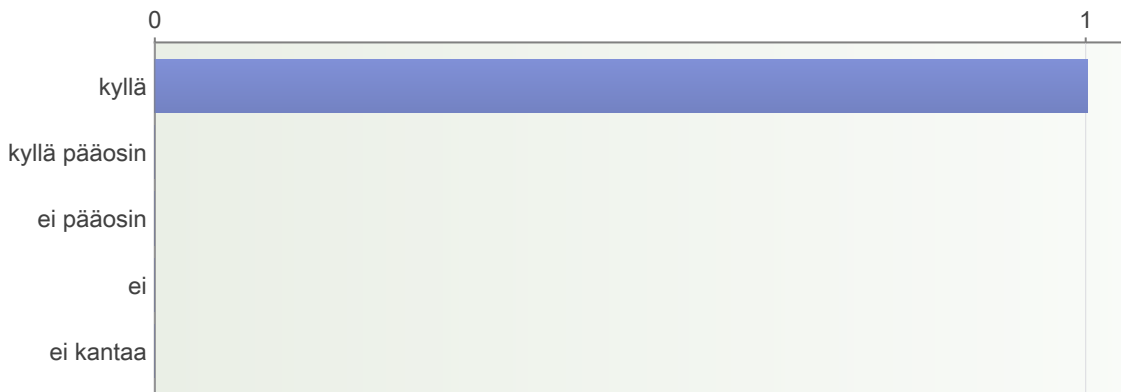 0 1
kyllä
kyllä pääosin
ei pääosin
ei
ei kantaa